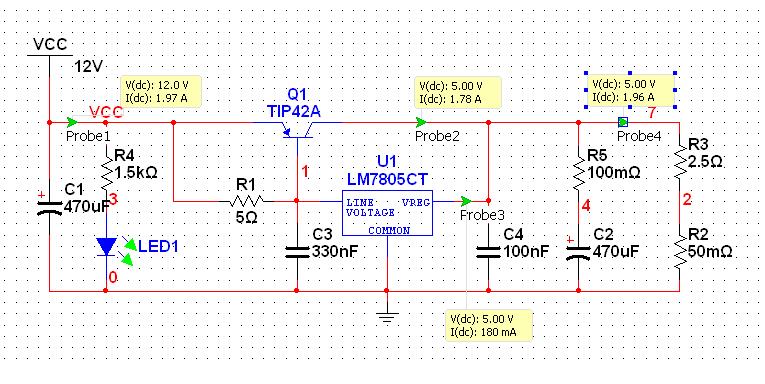 VCC
12V
V(dc): 12.0 V
I(dc): 1.97 A
VCC
Probe1
Q1
TIP42A
V(dc): 5.00 V
I(dc): 1.78 A
Probe2
V(dc): 5.00 V
I(dc): 1.96 A
7
Probe4
R4
1.5kΩ
3
C1
470uF
+
LED1
0
R1
5Ω
1
U1
LM7805CT
LINE VREG
VOLTAGE
COMMON
Probe3
C3
330nF
C4
100nF
R5
100mΩ
4
+
C2
470uF
R3
2.5Ω
2
R2
50mΩ
V(dc): 5.00 V
I(dc): 180 mA